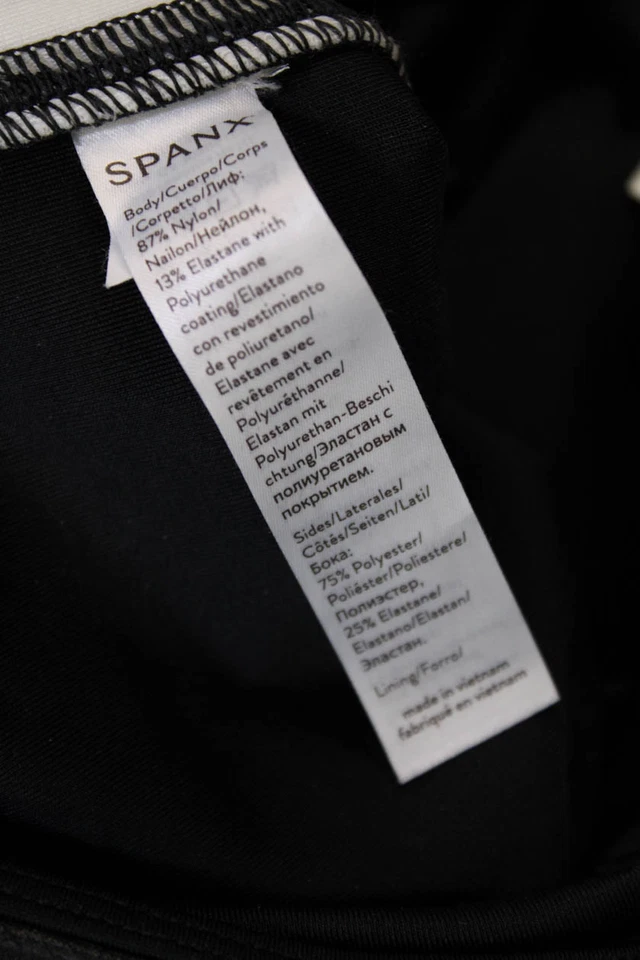 SPANX
Body/Cuerpo/Corps
/Corpetto/Лиф:
87% Nylon/
Nailon/Нейлон,
13% Elastane with
Polyurethane
coating/Elastano
con revestimiento
de poliuretano/
Elastane avec
revêtement en
Polyuréthanne/
Elastan mit
Polyurethan-Beschi
chtung/Эластан с
полиуретановым
покрытием.
Sides/Laterales/
Côtés/Seiten/Lati/
Бока:
75% Polyester/
Poliéster/Poliestere/
Полиэстер,
25% Elastane/
Elastano/Elastan/
Эластан.
Lining/Forro/
made in vietnam
fabriqué en vietnam